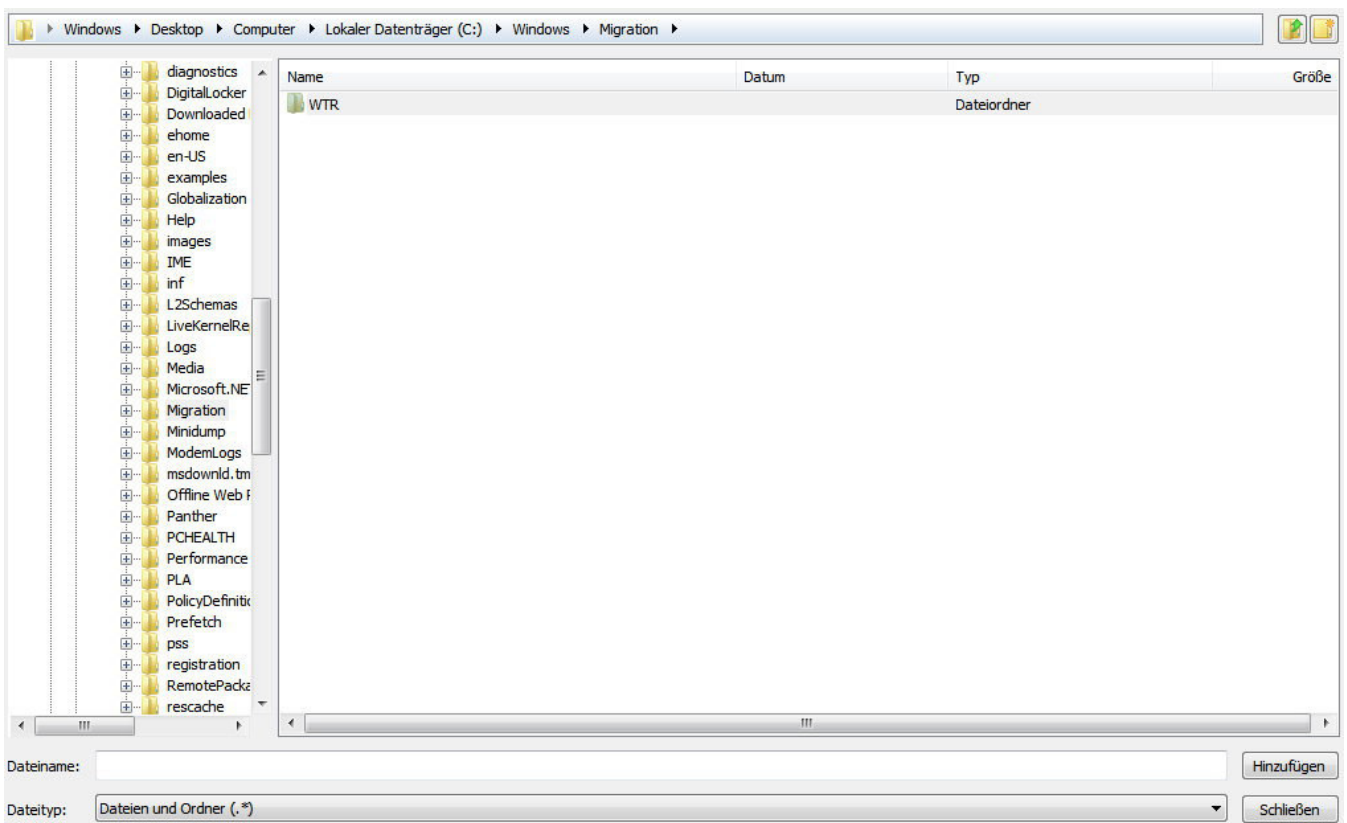 Windows Desktop Computer Lokaler Datenträger (C:) Windows Migration
diagnostics
DigitalLocker
Downloaded
ehome
en-US
examples
Globalization
Help
images
IME
inf
L2Schemas
LiveKernelRe
Logs
Media
Microsoft.NE
Migration
Minidump
ModemLogs
msdownld.tm
Offline Web
Panther
PCHEALTH
Performance
PLA
PolicyDefinitio
Prefetch
pss
registration
RemotePacka
rescache
Name Datum Typ Größe
WTR Dateiordner
Dateiname: Hinzufügen
Dateityp: Dateien und Ordner (.*) Schließen